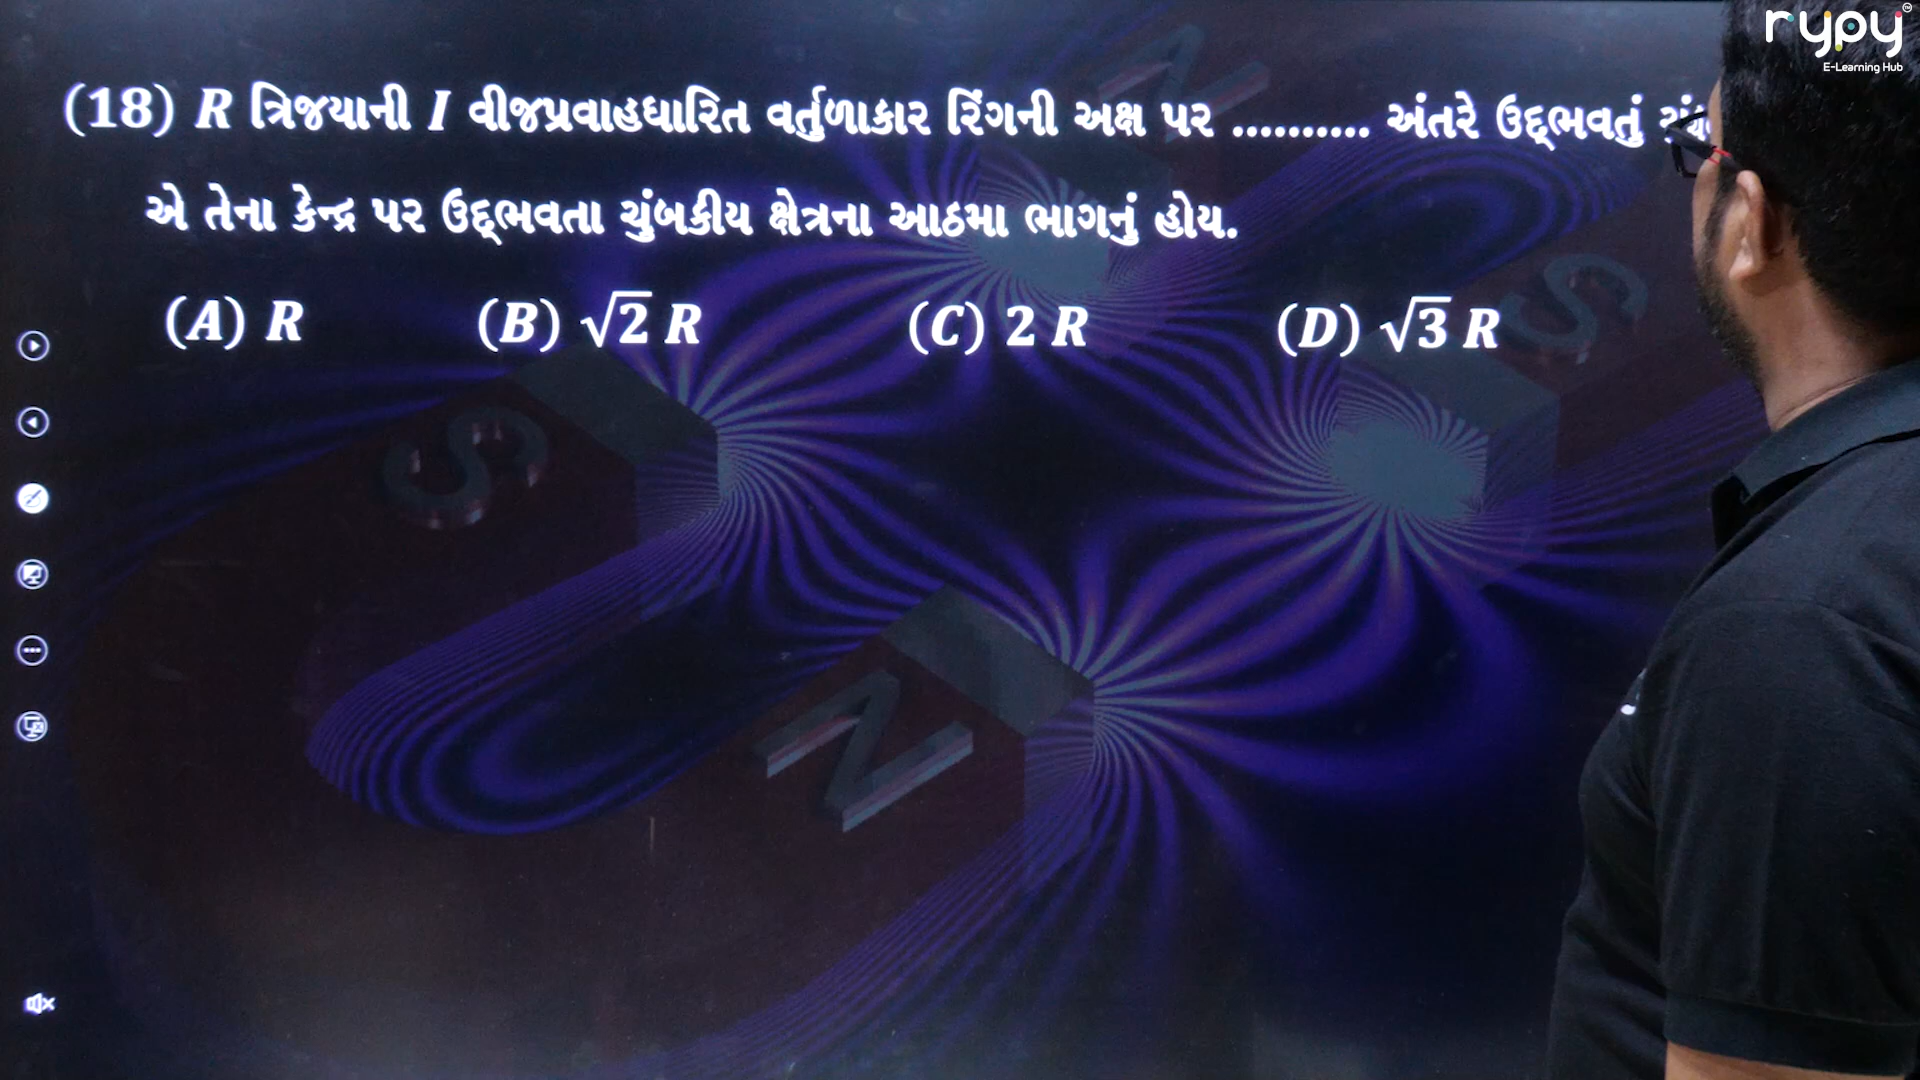 rypy
E-Learning Hub
(18) R ત્રિજ્યાની I વીજપ્રવાહધારિત વર્તુળાકાર રિંગની અક્ષ પર .......... અંતરે ઉદ્દ્ભવતું
એ તેના કેન્દ્ર પર ઉદ્દ્ભવતા ચુંબકીય ક્ષેત્રના આઠમા ભાગનું હોય.
(A) R (B) √2 R (C) 2 R (D) √3 R
S
N
S
N